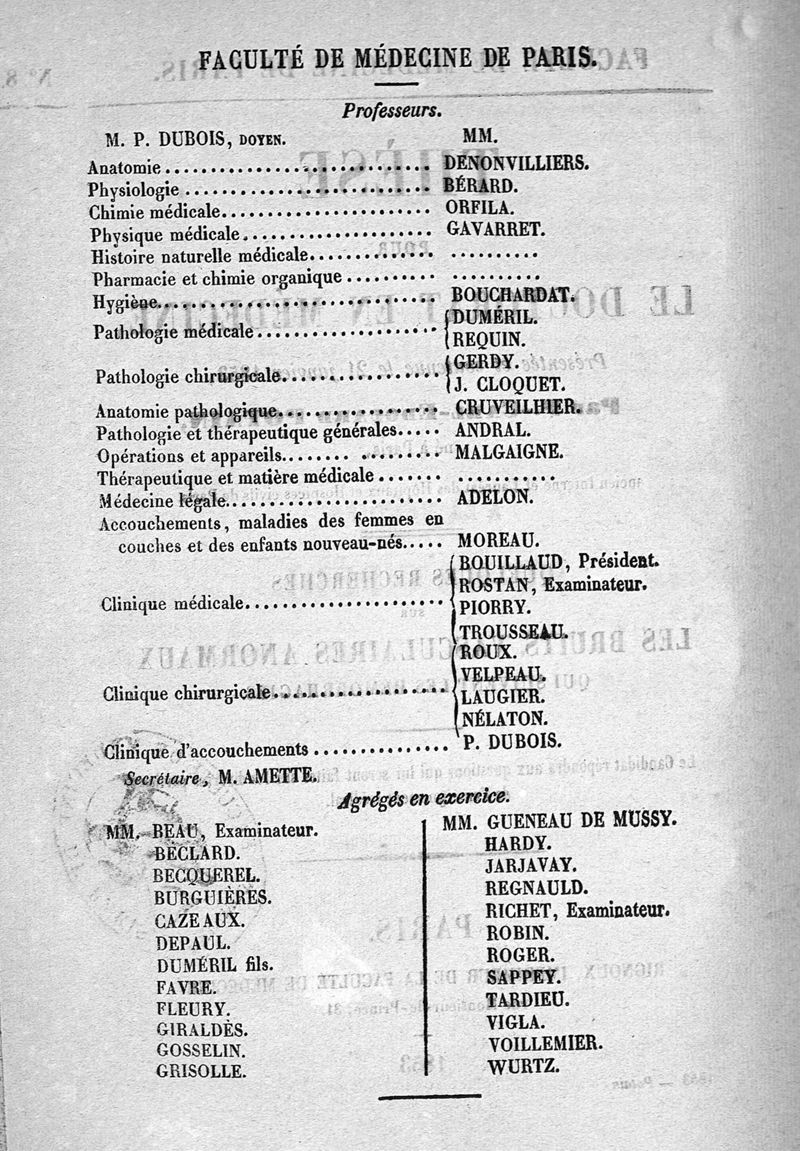 FACULTÉ DE MÉDECINE DE PARIS.
Professeurs.
M. P. DUBOIS, DOYEN. MM.
Anatomie.............................. DENONVILLIERS.
Physiologie ........................... BÉRARD.
Chimie médicale........................ ORFILA.
Physique médicale...................... GAVARRET.
Histoire naturelle médicale.............. ..........
Pharmacie et chimie organique .......... ..........
Hygiène............................... BOUCHARDAT.
Pathologie médicale.................... { DUMÉRIL.
REQUIN.
Pathologie chirurgicale.................. { GERDY.
J. CLOQUET.
Anatomie pathologique.................. CRUVEILHIER.
Pathologie et thérapeutique générales..... ANDRAL.
Opérations et appareils....... ......... MALGAIGNE.
Thérapeutique et matière médicale ....... ...........
Médecine légale........................ ADELON.
Accouchements, maladies des femmes en
couches et des enfants nouveau-nés..... MOREAU.
Clinique médicale...................... { BOUILLAUD, Président.
ROSTAN, Examinateur.
PIORRY.
TROUSSEAU.
Clinique chirurgicale................... { ROUX.
VELPEAU.
LAUGIER.
NÉLATON.
Clinique d'accouchements ............... P. DUBOIS.
Secrétaire, M. AMETTE.
Agrégés en exercice.
MM. BEAU, Examinateur.
BÉCLARD.
BECQUEREL.
BURGUIÈRES.
CAZEAUX.
DEPAUL.
DUMÉRIL fils.
FAVRE.
FLEURY.
GIRALDÈS.
GOSSELIN.
GRISOLLE.
MM. GUENEAU DE MUSSY.
HARDY.
JARJAVAY.
REGNAULD.
RICHET, Examinateur.
ROBIN.
ROGER.
SAPPEY.
TARDIEU.
VIGLA.
VOILLEMIER.
WURTZ.